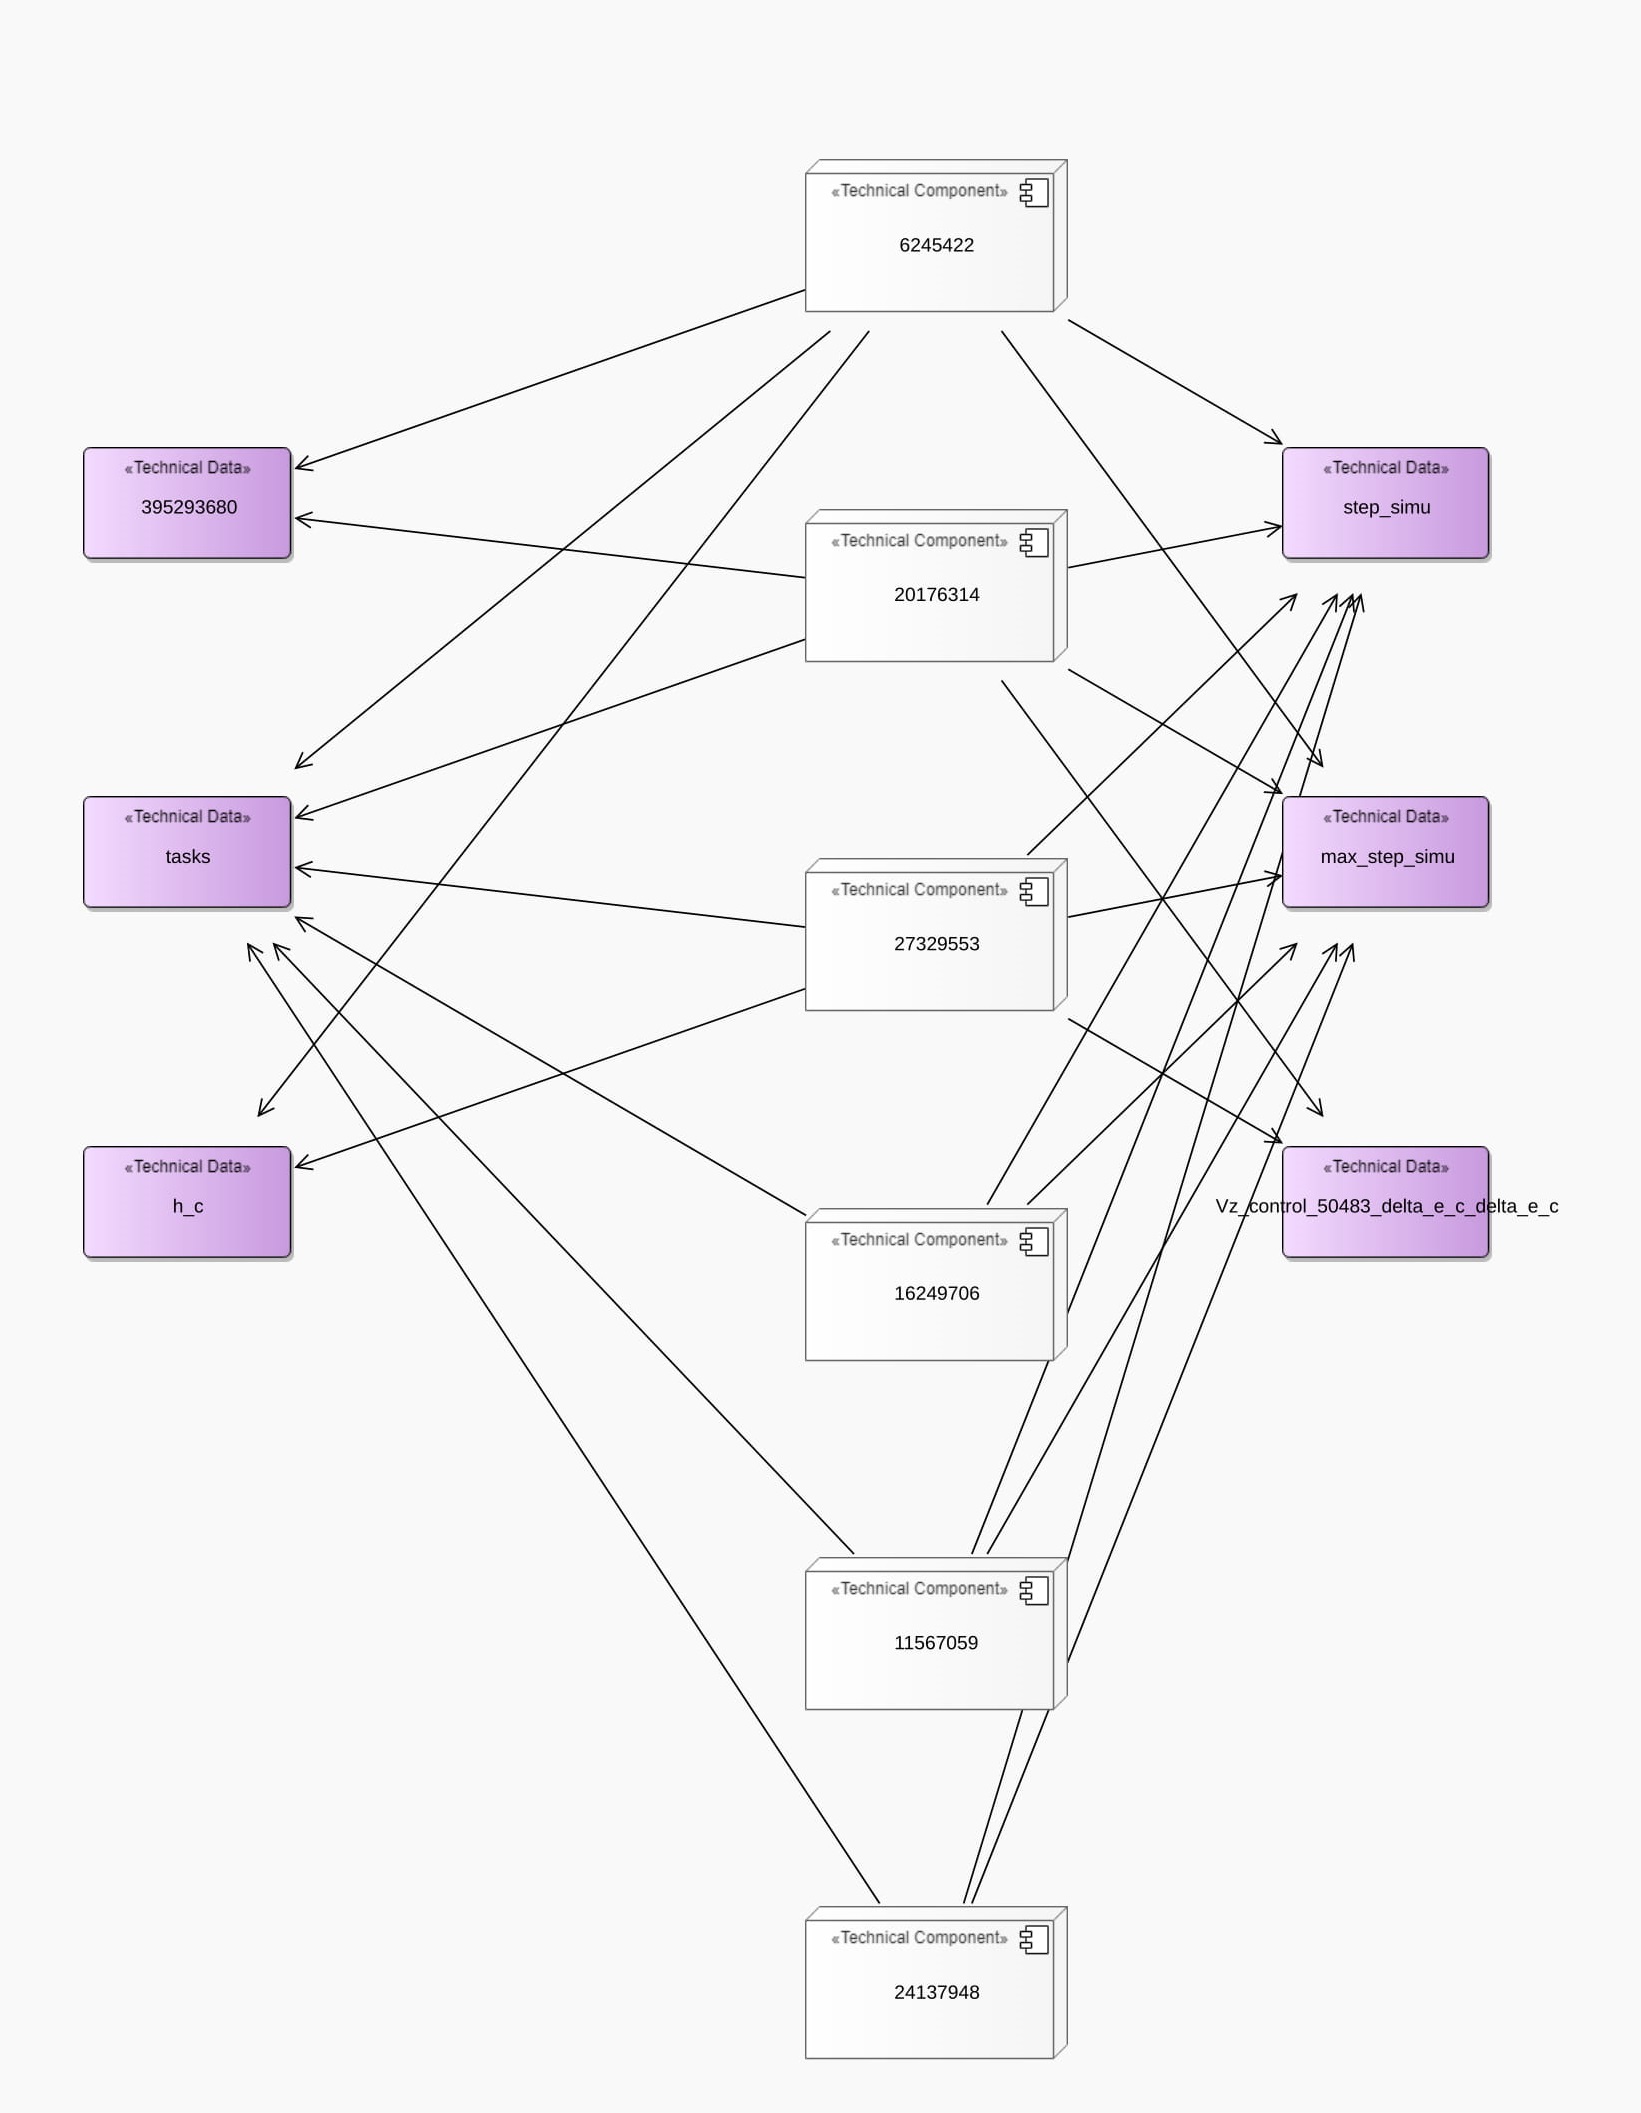 «Technical Component»
6245422
«Technical Data»
395293680
«Technical Data»
step_simu
«Technical Component»
20176314
«Technical Data»
tasks
«Technical Data»
max_step_simu
«Technical Component»
27329553
«Technical Data»
h_c
«Technical Data»
Vz_control_50483_delta_e_c_delta_e_c
«Technical Component»
16249706
«Technical Component»
11567059
«Technical Component»
24137948